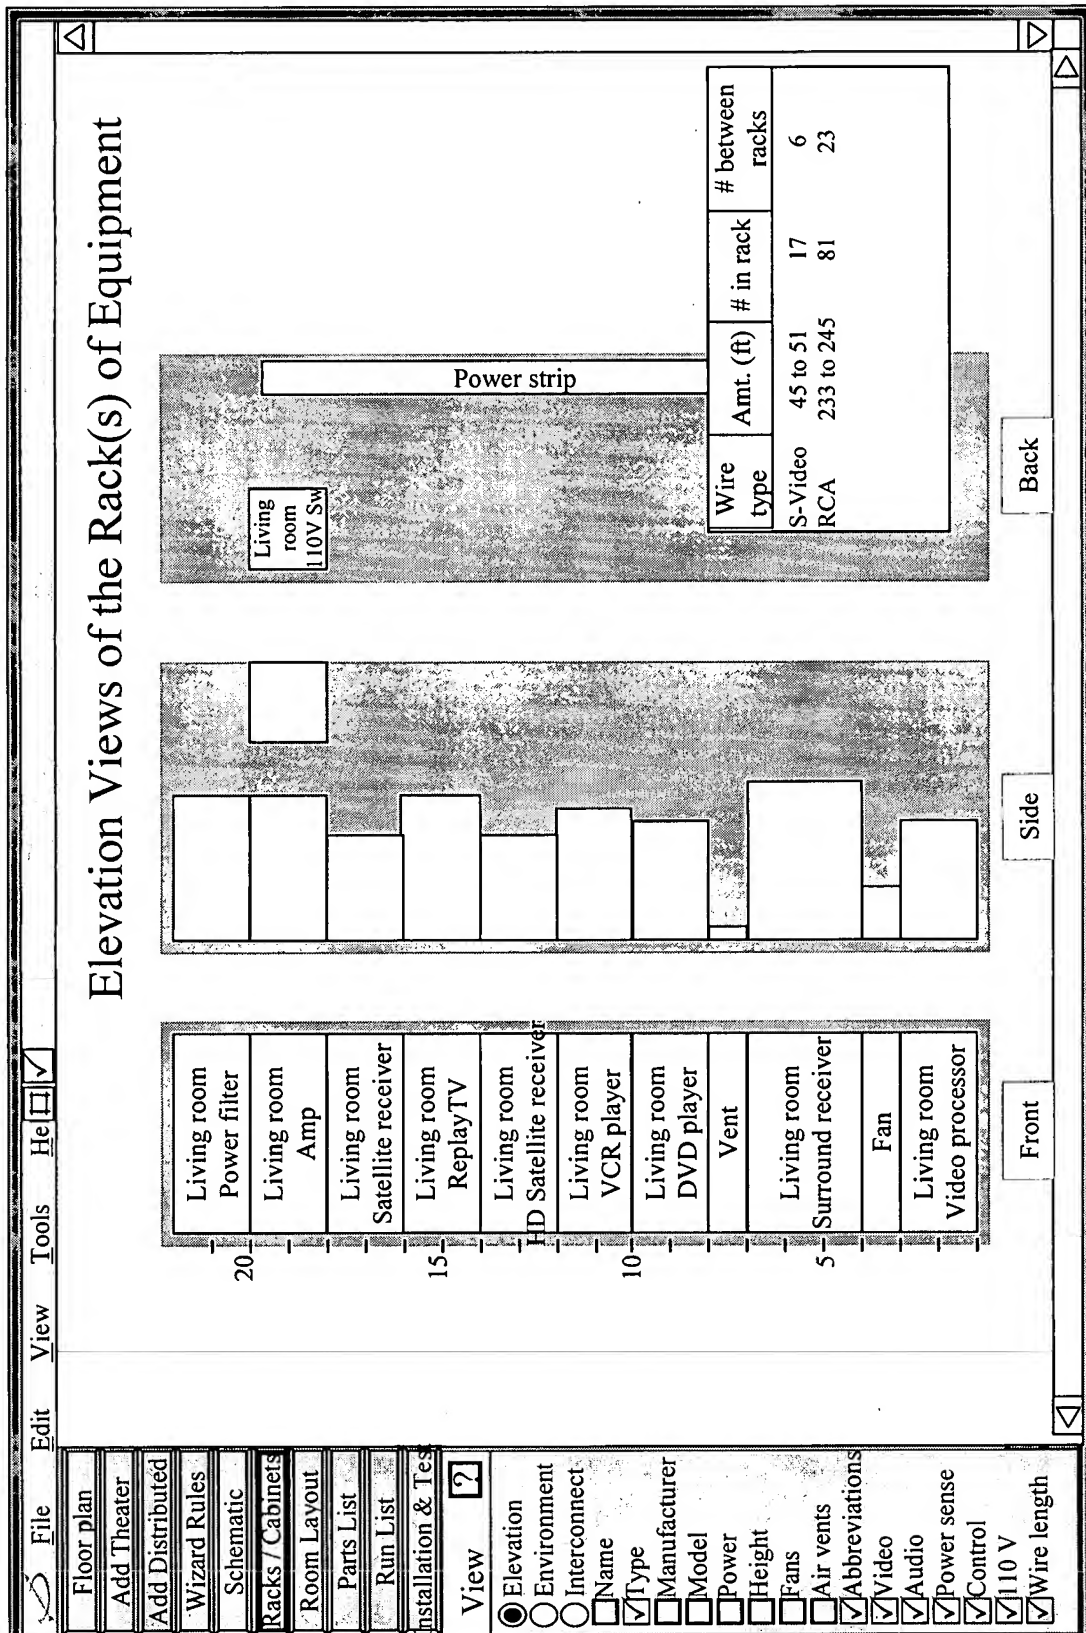 File Edit View Tools He
Floor plan
Add Theater
Add Distributed
Wizard Rules
Schematic
Racks / Cabinets
Room Layout
Parts List
Run List
Installation & Test
View ?
Elevation
Environment
Interconnect
Name
Type
Manufacturer
Model
Power
Height
Fans
Air vents
Abbreviations
Video
Audio
Power sense
Control
110 V
Wire length
Elevation Views of the Rack(s) of Equipment
20
15
10
5
Living room
Power filter
Living room
Amp
Living room
Satellite receiver
Living room
ReplayTV
Living room
HD Satellite receiver
Living room
VCR player
Living room
DVD player
Vent
Living room
Surround receiver
Fan
Living room
Video processor
Front
Side
Living
room
110V Sw
Power strip
Back
Wire type Amt. (ft) # in rack # between racks
S-Video 45 to 51 17 6
RCA 233 to 245 81 23